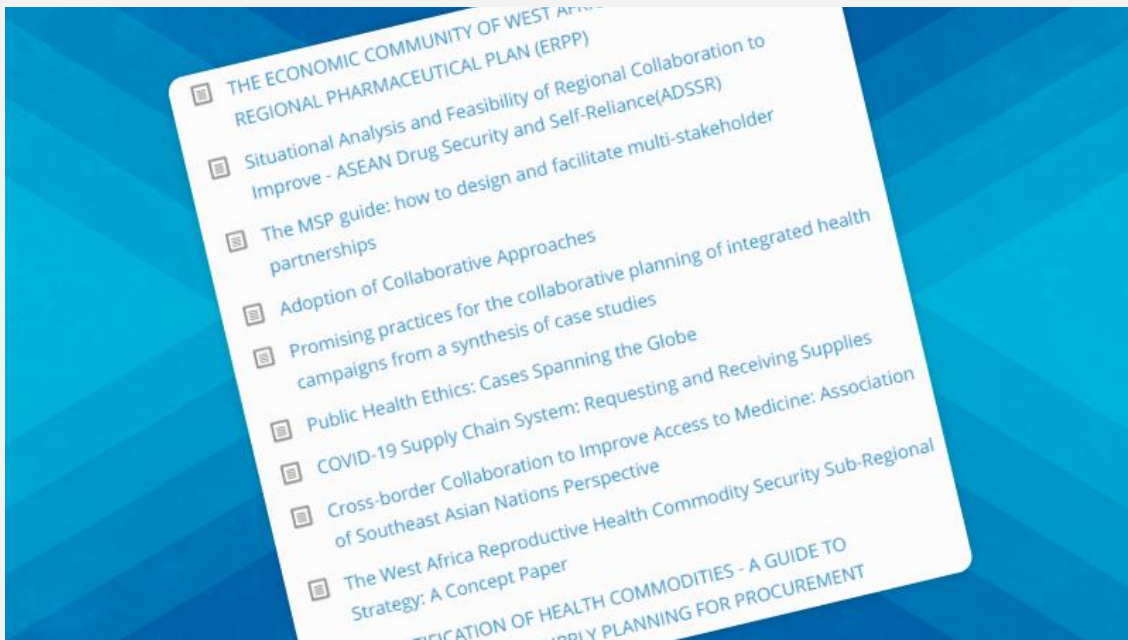 THE ECONOMIC COMMUNITY OF WEST
REGIONAL PHARMACEUTICAL PLAN (ERPP)
Situational Analysis and Feasibility of Regional Collaboration to
Improve - ASEAN Drug Security and Self-Reliance(ADSSR)
The MSP guide: how to design and facilitate multi-stakeholder
partnerships
Adoption of Collaborative Approaches
Promising practices for the collaborative planning of integrated health
campaigns from a synthesis of case studies
Public Health Ethics: Cases Spanning the Globe
COVID-19 Supply Chain System: Requesting and Receiving Supplies
Cross-border Collaboration to Improve Access to Medicine: Association
of Southeast Asian Nations Perspective
The West Africa Reproductive Health Commodity Security Sub-Regional
Strategy: A Concept Paper
OF HEALTH COMMODITIES - A GUIDE TO
PLANNING FOR PROCUREMENT